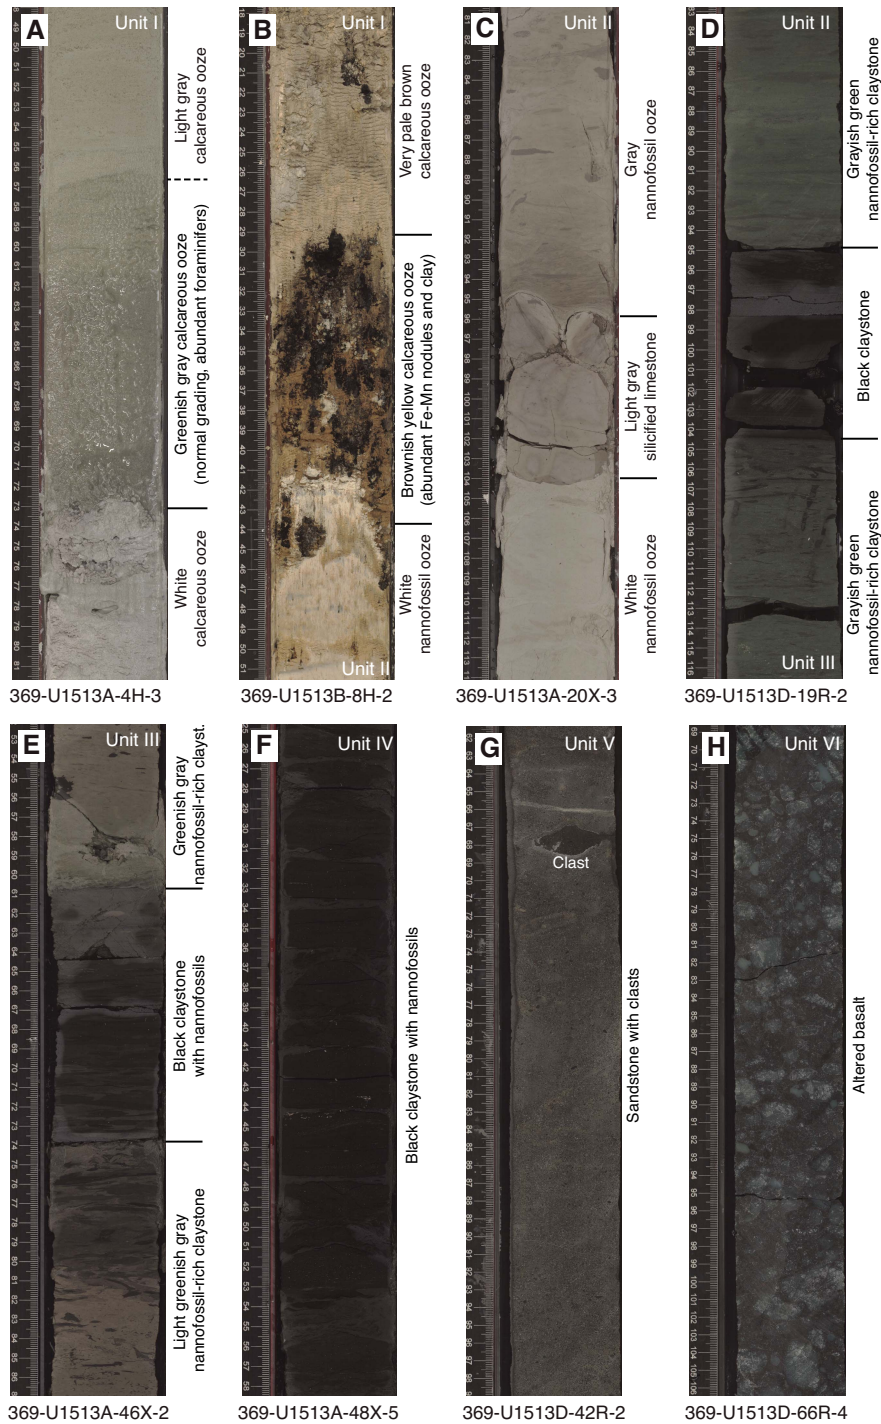 A
Unit I
Light gray
calcareous ooze
Greenish gray calcareous ooze
(normal grading, abundant foraminifers)
White
calcareous ooze
369-U1513A-4H-3
B
Unit I
Very pale brown
calcareous ooze
Brownish yellow calcareous ooze
(abundant Fe-Mn nodules and clay)
White
nannofossil ooze
Unit II
369-U1513B-8H-2
C
Unit II
Gray
nannofossil ooze
Light gray
silicified limestone
White
nannofossil ooze
369-U1513A-20X-3
D
Unit II
Grayish green
nannofossil-rich claystone
Black claystone
Grayish green
nannofossil-rich claystone
Unit III
369-U1513D-19R-2
E
Unit III
Greenish gray
nannofossil-rich clayst.
Black claystone
with nannofossils
Light greenish gray
nannofossil-rich claystone
369-U1513A-46X-2
F
Unit IV
Black claystone with nannofossils
369-U1513A-48X-5
G
Unit V
Clast
Sandstone with clasts
369-U1513D-42R-2
H
Unit VI
Altered basalt
369-U1513D-66R-4